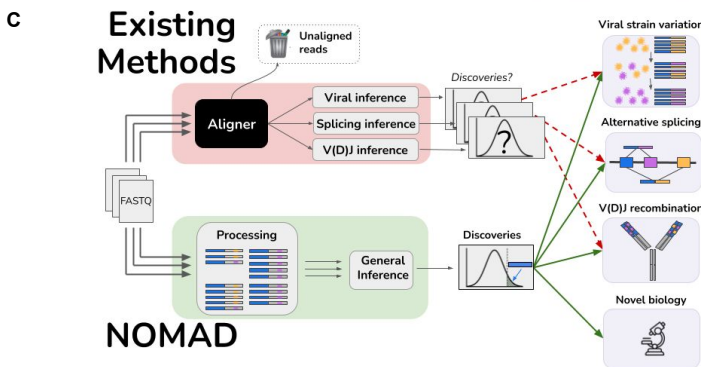 C
Existing
Methods
Unaligned
reads
Viral strain variation
Discoveries?
Aligner
Viral inference
Splicing inference
V(D)J inference
?
Alternative splicing
FASTQ
V(D)J recombination
Processing
General
Inference
Discoveries
Novel biology
NOMAD